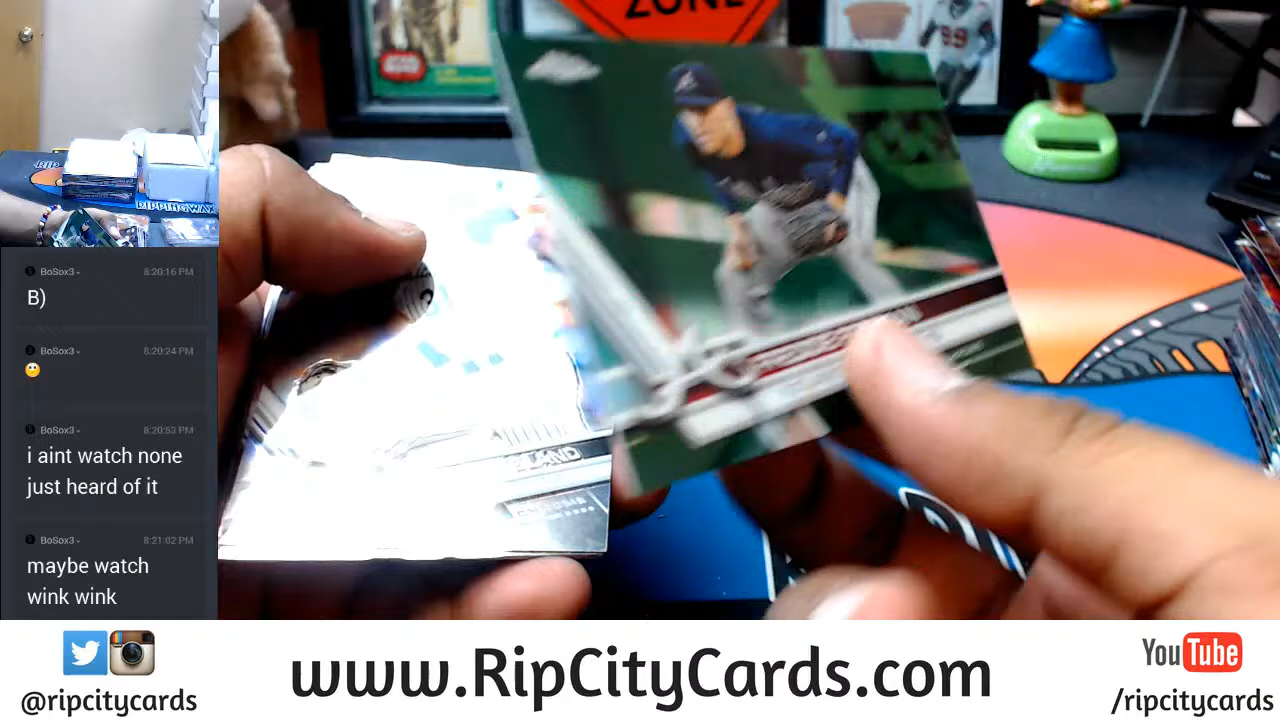 ZONE
RIPPINGWAX
BoSox3 8:20:16 PM
B)
BoSox3 8:20:24 PM
BoSox3 8:20:53 PM
i aint watch none
just heard of it
BoSox3 8:21:02 PM
maybe watch
wink wink
@ripcitycards
www.RipCityCards.com
YouTube
/ripcitycards